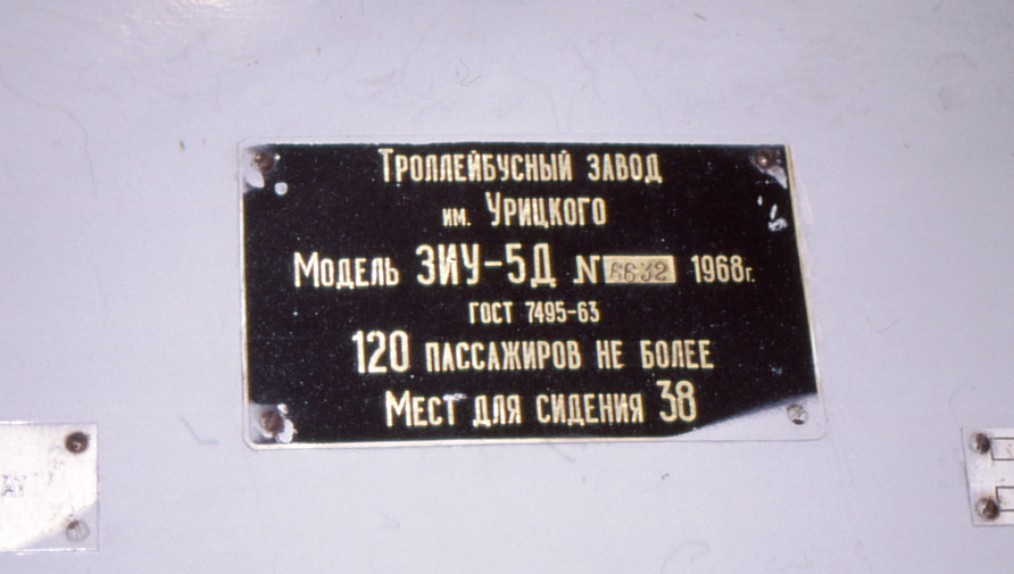 Троллейбусный завод
им. Урицкого
Модель ЗИУ-5Д N 6632 1968г.
ГОСТ 7495-63
120 пассажиров не более
Мест для сидения 38